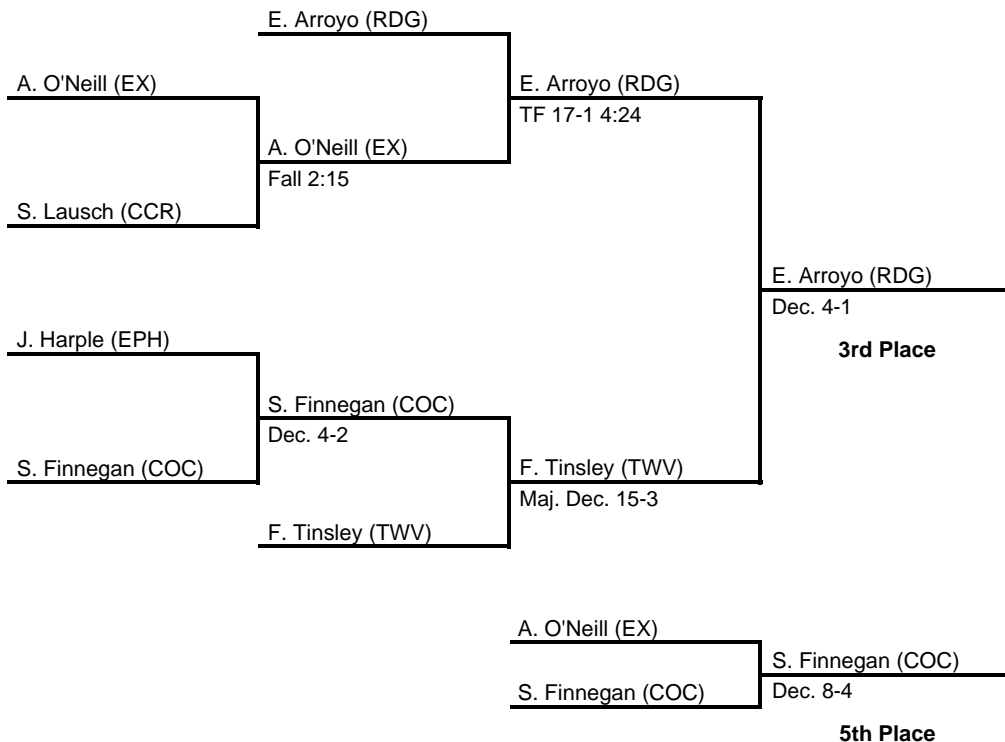 E. Arroyo (RDG)
A. O'Neill (EX)
E. Arroyo (RDG)
TF 17-1 4:24
A. O'Neill (EX)
Fall 2:15
S. Lausch (CCR)
E. Arroyo (RDG)
Dec. 4-1
3rd Place
J. Harple (EPH)
S. Finnegan (COC)
Dec. 4-2
S. Finnegan (COC)
F. Tinsley (TWV)
Maj. Dec. 15-3
F. Tinsley (TWV)
A. O'Neill (EX)
S. Finnegan (COC)
S. Finnegan (COC)
Dec. 8-4
5th Place